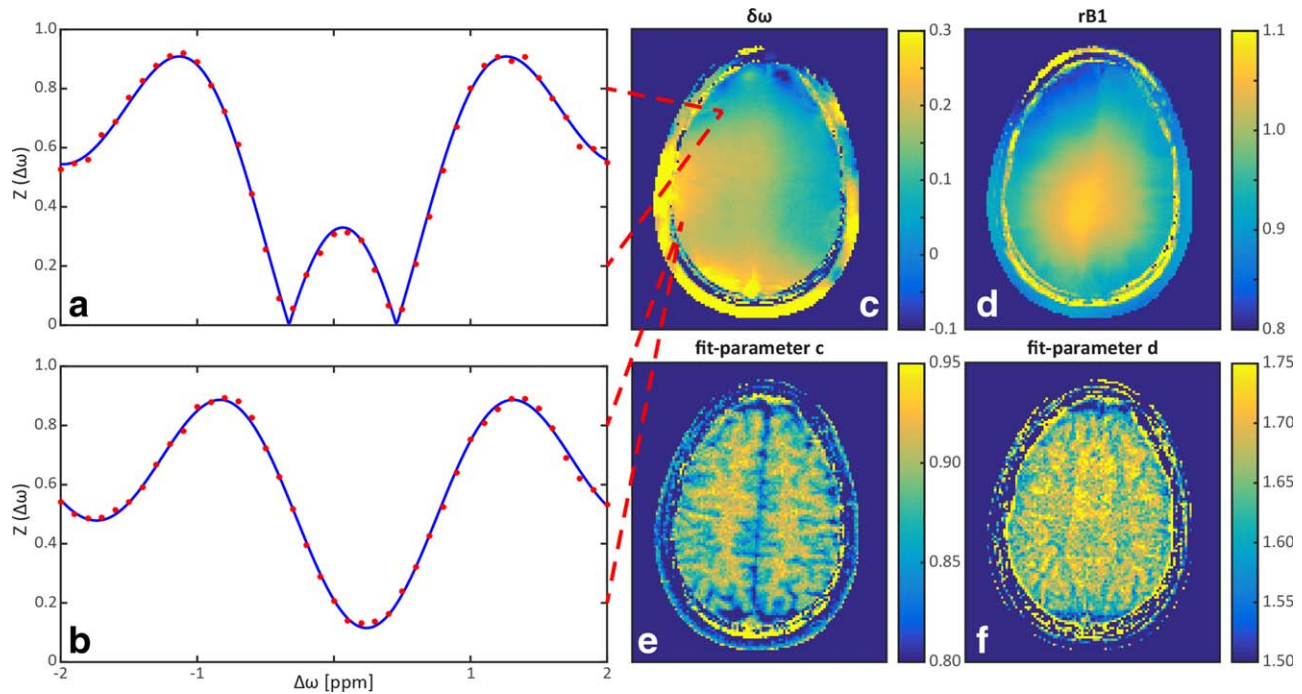 δω
rB1
1.0
0.8
0.6
0.4
0.2
0
Z (Δω)
a
0.3
0.2
0.1
0
-0.1
c
1.1
1.0
0.9
0.8
d
fit-parameter c
fit-parameter d
1.0
0.8
0.6
0.4
0.2
0
Z (Δω)
b
-2
-1
0
1
2
Δω [ppm]
0.95
0.90
0.85
0.80
e
1.75
1.70
1.65
1.60
1.55
1.50
f